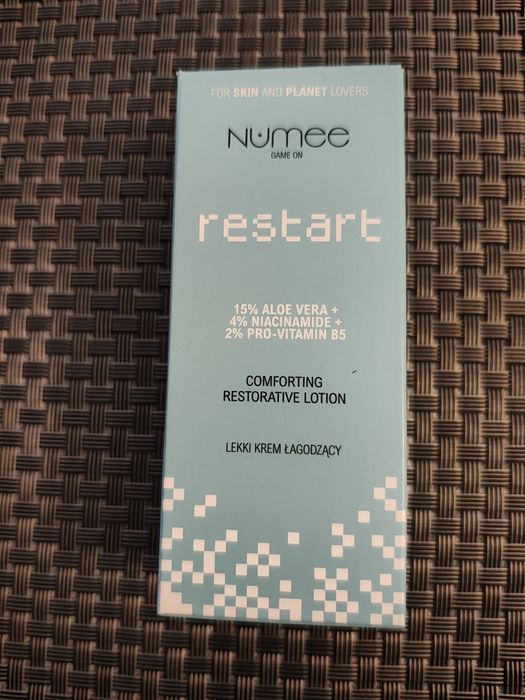 FOR SKIN AND PLANET LOVERS
NUMEE
GAME ON
restart
15% ALOE VERA +
4% NIACINAMIDE +
2% PRO-VITAMIN B5
COMFORTING
RESTORATIVE LOTION
LEKKI KREM ŁAGODZĄCY